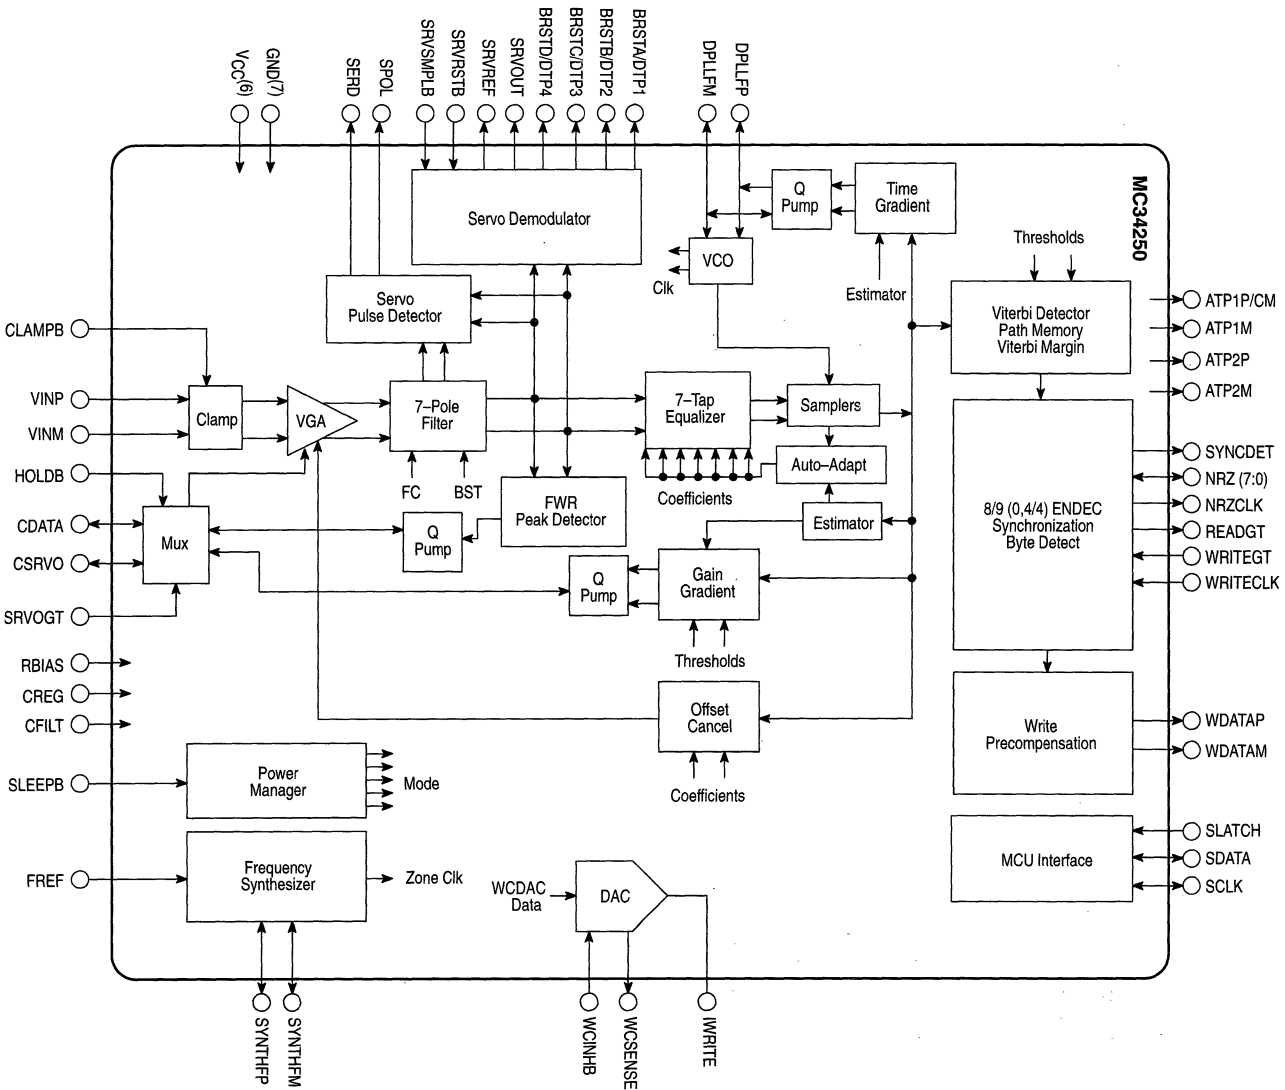 VCC(6)
GND(7)
SERD
SPOL
SRVSMPLB
SRVRSTB
SRVREF
SRVOUT
BRSTD/DTP4
BRSTC/DTP3
BRSTB/DTP2
BRSTA/DTP1
DPLLFM
DPLLFP
MC34250
Servo Demodulator
Q
Pump
Time
Gradient
VCO
Clk
Estimator
Thresholds
Servo
Pulse Detector
Viterbi Detector
Path Memory
Viterbi Margin
CLAMPB
VINP
VINM
HOLDB
CDATA
CSRVO
SRVOGT
RBIAS
CREG
CFILT
SLEEPB
FREF
Clamp
VGA
7–Pole
Filter
FC
BST
7–Tap
Equalizer
Samplers
Auto–Adapt
Coefficients
Estimator
Mux
Q
Pump
FWR
Peak Detector
Q
Pump
Gain
Gradient
Thresholds
Offset
Cancel
Coefficients
8/9 (0,4/4) ENDEC
Synchronization
Byte Detect
Write
Precompensation
MCU Interface
Power
Manager
Mode
Frequency
Synthesizer
Zone Clk
WCDAC
Data
DAC
ATP1P/CM
ATP1M
ATP2P
ATP2M
SYNCDET
NRZ (7:0)
NRZCLK
READGT
WRITEGT
WRITECLK
WDATAP
WDATAM
SLATCH
SDATA
SCLK
SYNTHFP
SYNTHFM
WCINHB
WCSENSE
IWRITE